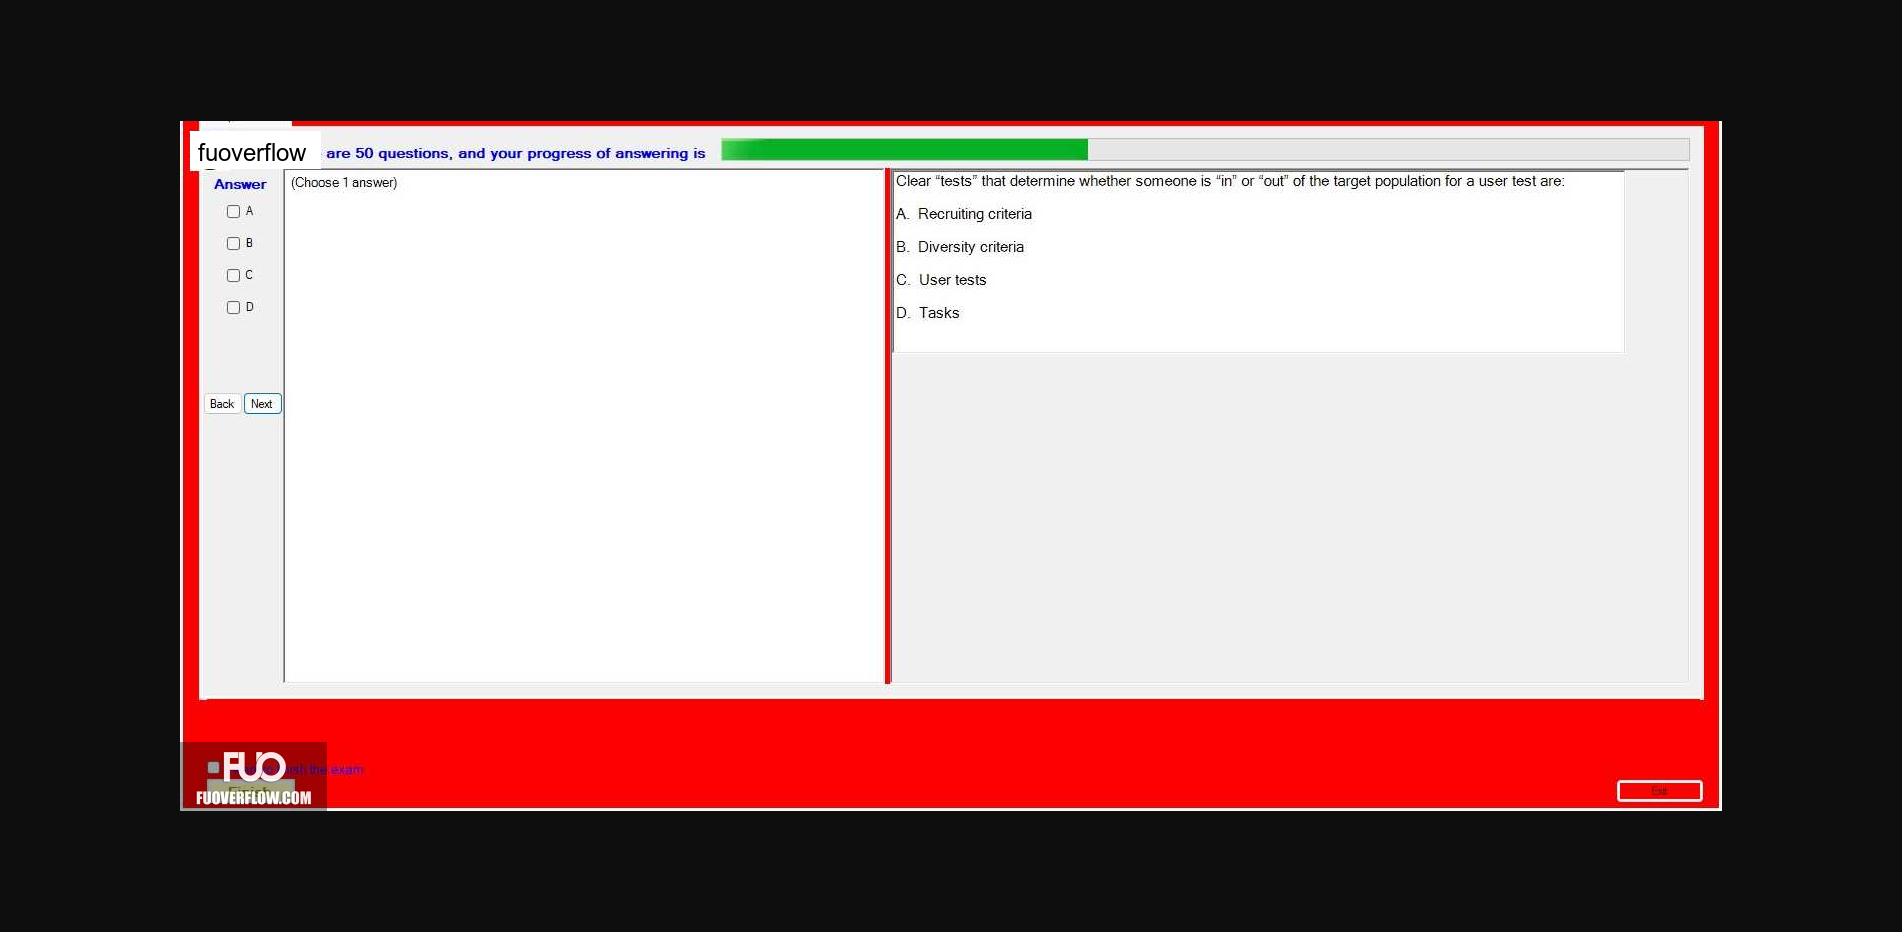 fuoverflow are 50 questions, and your progress of answering is
Answer
(Choose 1 answer)
A
B
C
D
Back Next
Clear “tests” that determine whether someone is “in” or “out” of the target population for a user test are:
A. Recruiting criteria
B. Diversity criteria
C. User tests
D. Tasks
FUO
the exam
Finish
FUOVERFLOW.COM
Exit